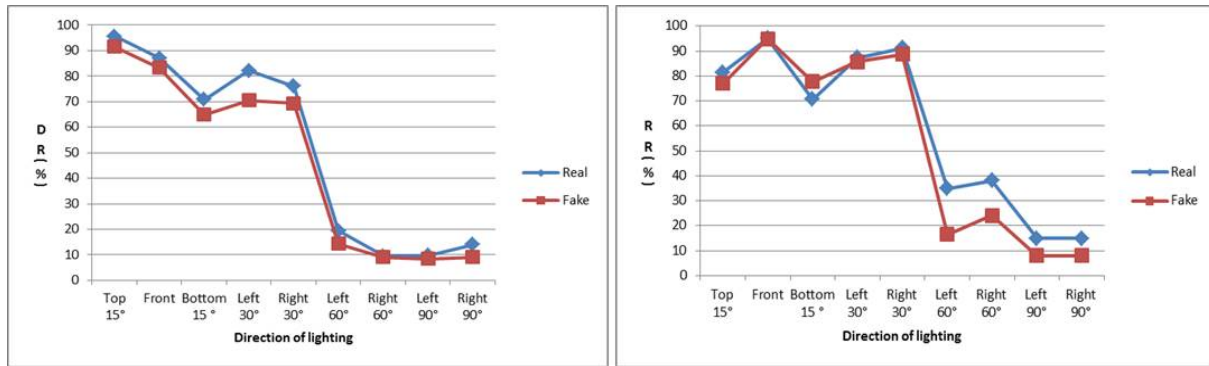 100
90
80
70
60
50
40
30
20
10
0
D
R
)
%
(
Top 15°
Front
Bottom 15 °
Left 30°
Right 30°
Left 60°
Right 60°
Left 90°
Right 90°
Direction of lighting
Real
Fake
100
90
80
70
60
50
40
30
20
10
0
R
R
)
%
(
Top 15°
Front
Bottom 15 °
Left 30°
Right 30°
Left 60°
Right 60°
Left 90°
Right 90°
Direction of lighting
Real
Fake